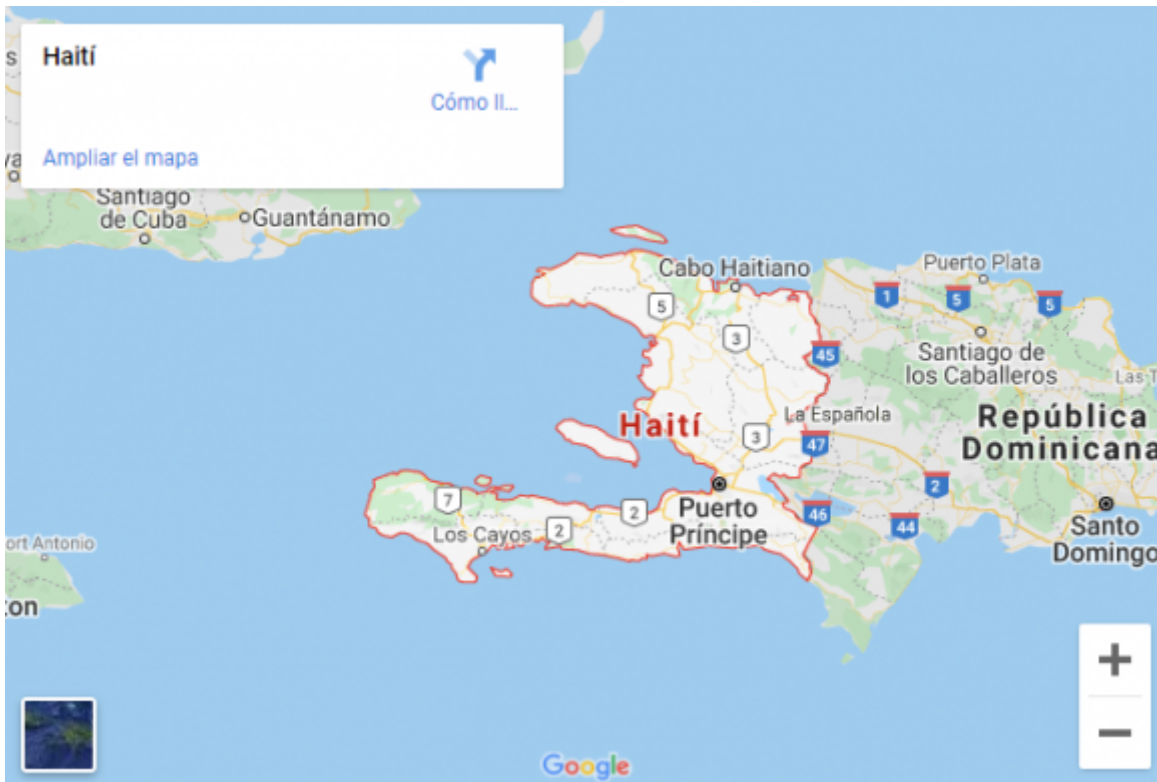 Haití
Cómo ll...
Ampliar el mapa
Santiago
de Cuba
Guantánamo
Cabo Haitiano
Puerto Plata
1
5
5
5
3
45
Santiago de
los Caballeros
Las T
La Española
República
Dominicana
Haití
3
47
2
7
2
2
Puerto
Príncipe
46
44
Los Cayos
Santo
Domingo
ort Antonio
ton
+
−
Google